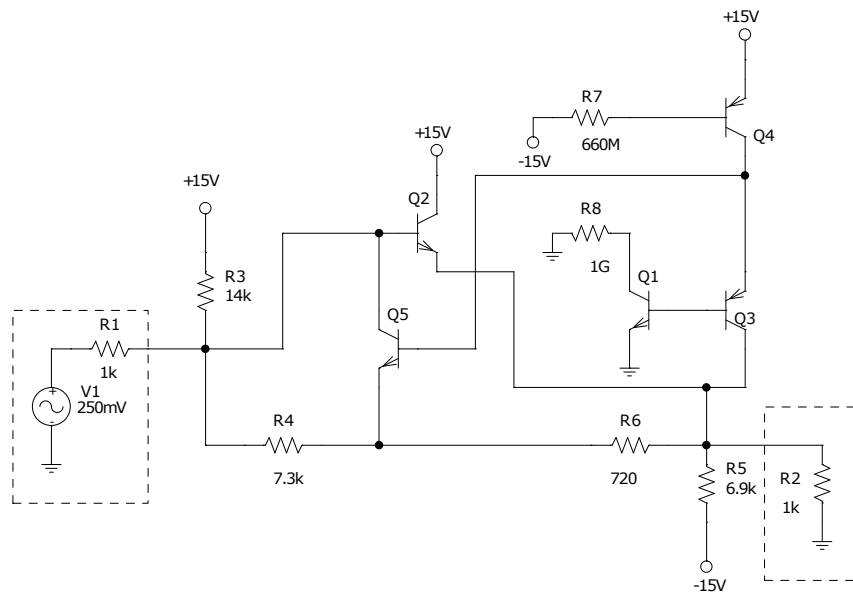 +15V
R7
660M
-15V
Q4
+15V
Q2
+15V
R8
1G
Q1
Q3
R3
14k
Q5
R1
1k
V1
250mV
+
-
R4
7.3k
R6
720
R5
6.9k
R2
1k
-15V